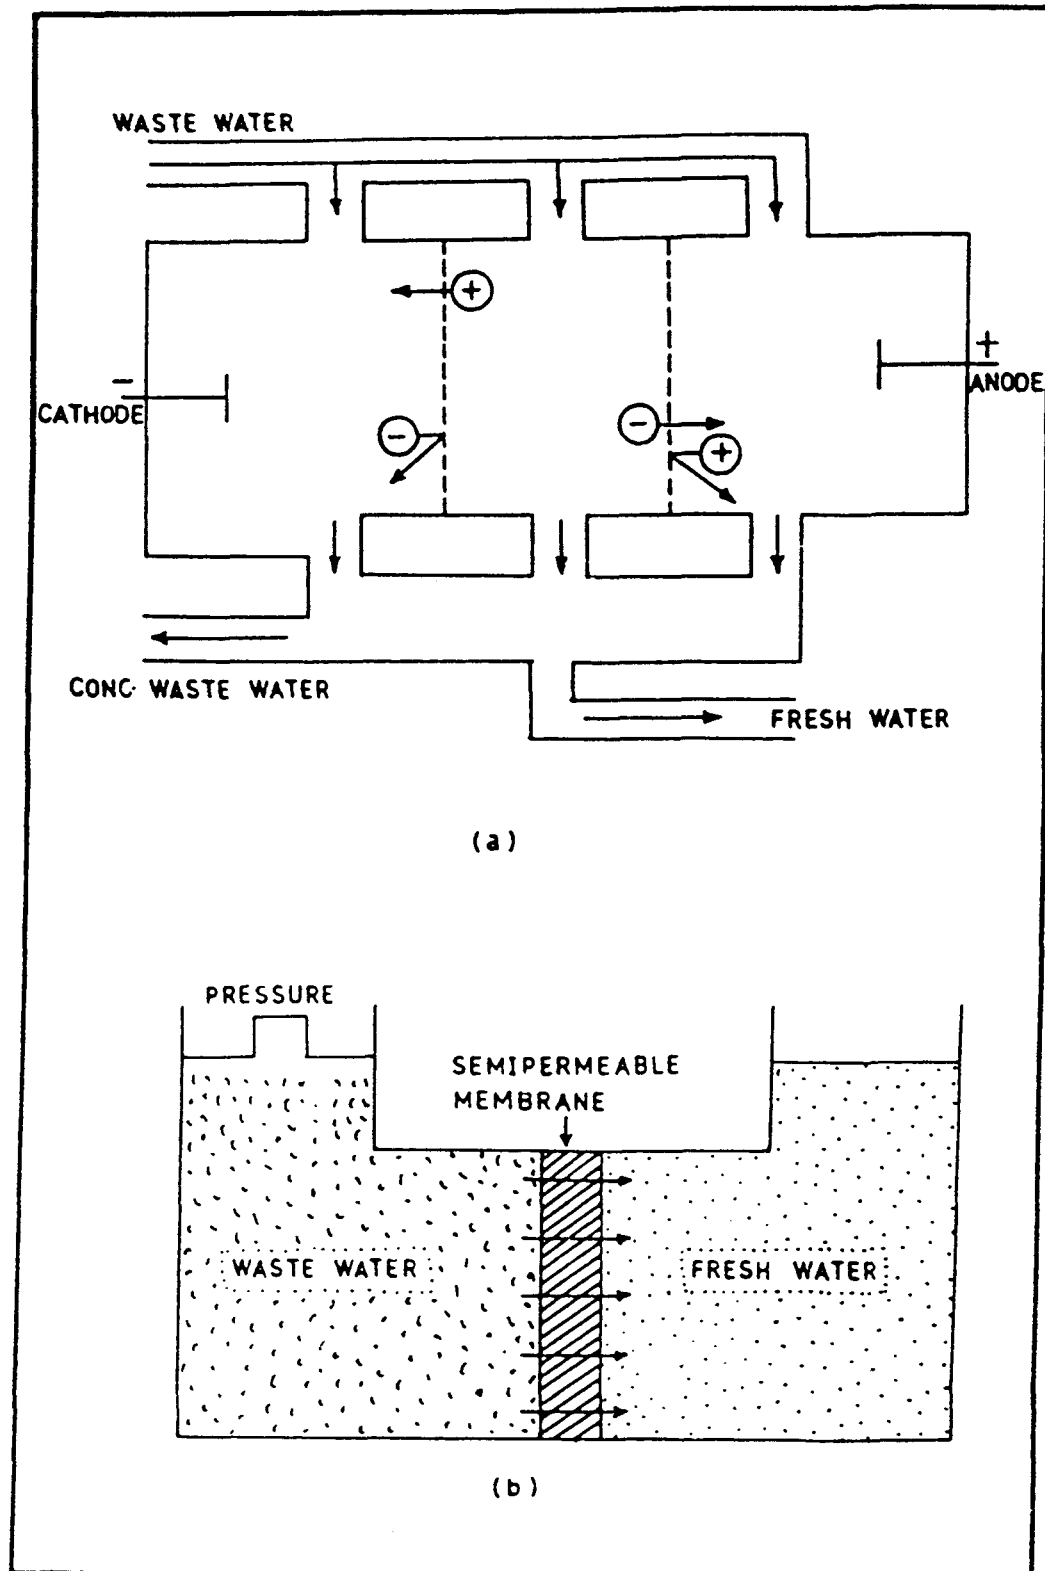 WASTE WATER
+
-
- +
+
-
CATHODE
ANODE
CONC. WASTE WATER
FRESH WATER
(a)
PRESSURE
SEMIPERMEABLE
MEMBRANE
WASTE WATER
FRESH WATER
(b)